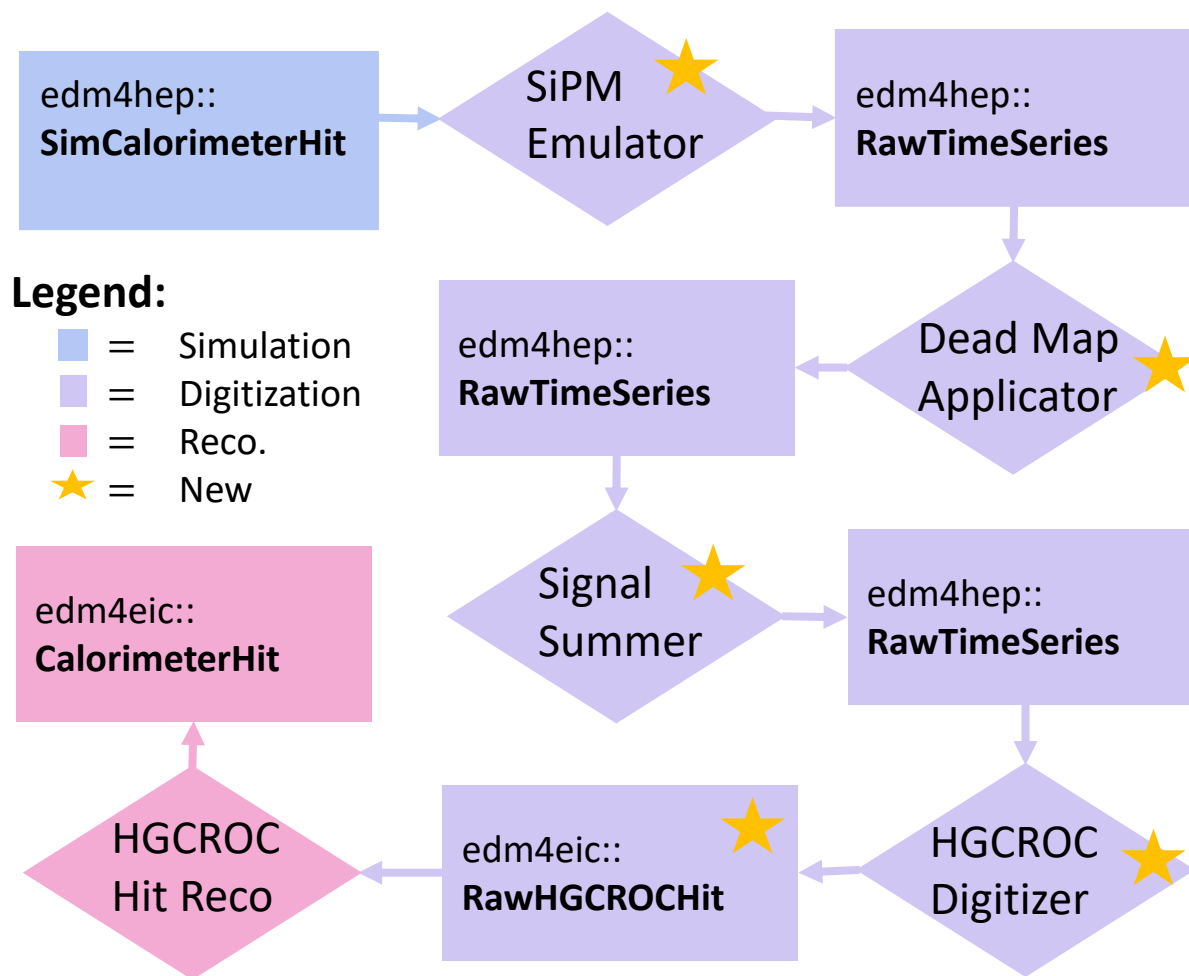 edm4hep::
SimCalorimeterHit
SiPM
Emulator
edm4hep::
RawTimeSeries
Legend:
= Simulation
= Digitization
= Reco.
= New
edm4hep::
RawTimeSeries
Dead Map
Applicator
edm4eic::
CalorimeterHit
Signal
Summer
edm4hep::
RawTimeSeries
HGCROC
Hit Reco
edm4eic::
RawHGCROCHit
HGCROC
Digitizer